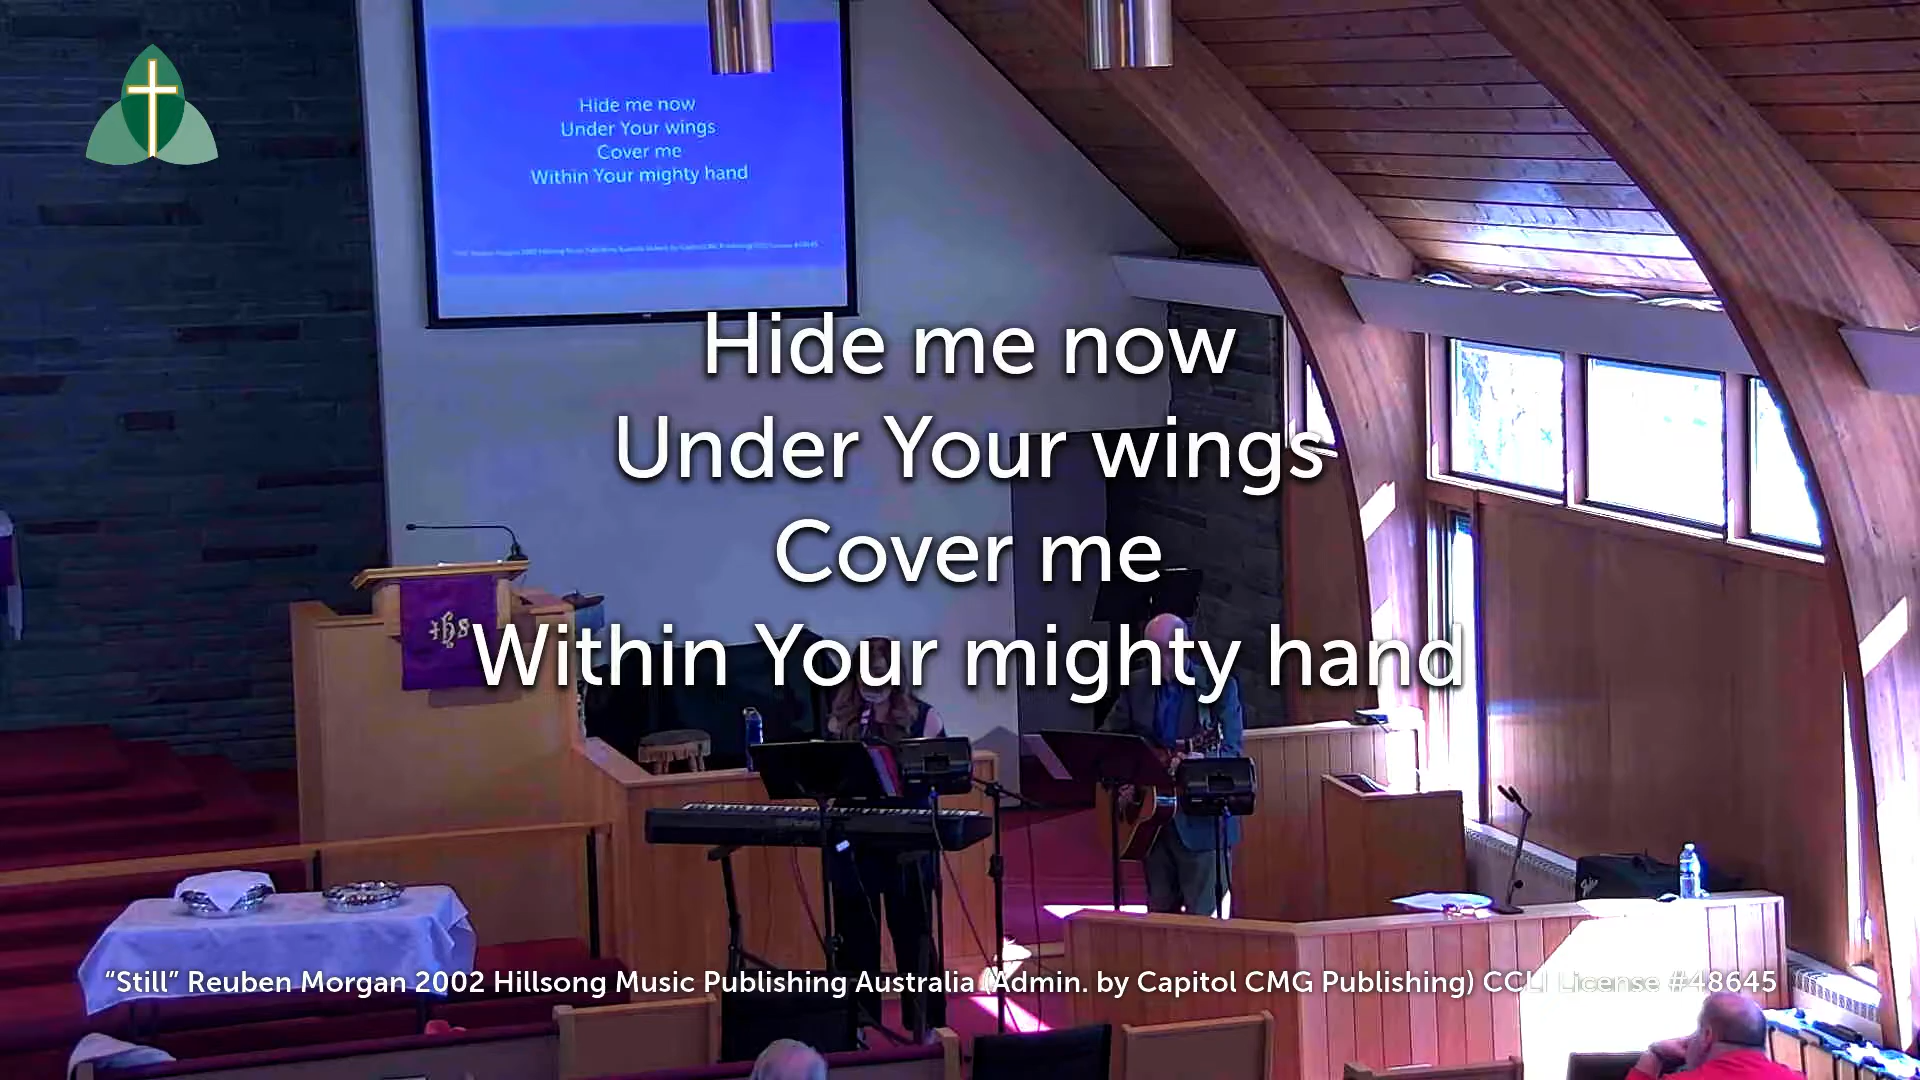 Hide me now
Under Your wings
Cover me
Within Your mighty hand
Hide me now
Under Your wings
Cover me
Within Your mighty hand
“Still” Reuben Morgan 2002 Hillsong Music Publishing Australia (Admin. by Capitol CMG Publishing) CCLI License #48645